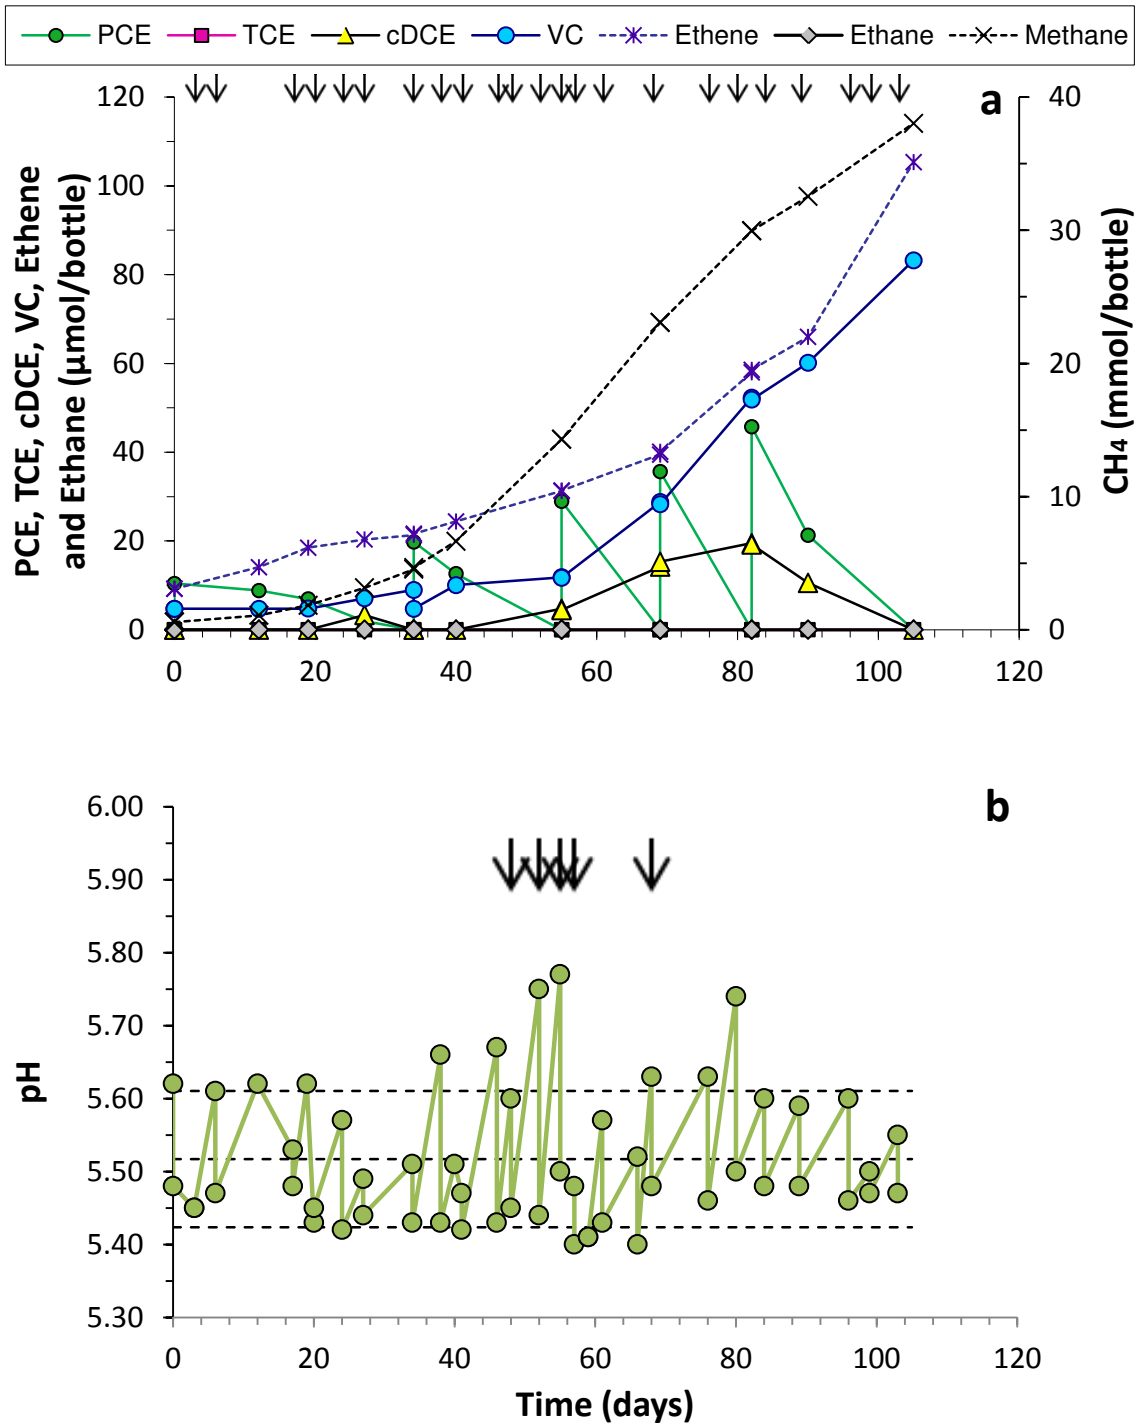 PCE TCE cDCE VC Ethene Ethane Methane
a
120
100
80
60
40
20
0
PCE, TCE, cDCE, VC, Ethene
and Ethane (µmol/bottle)
40
30
20
10
0
CH4 (mmol/bottle)
0 20 40 60 80 100 120
b
6.00
5.90
5.80
5.70
5.60
5.50
5.40
5.30
pH
0 20 40 60 80 100 120
Time (days)